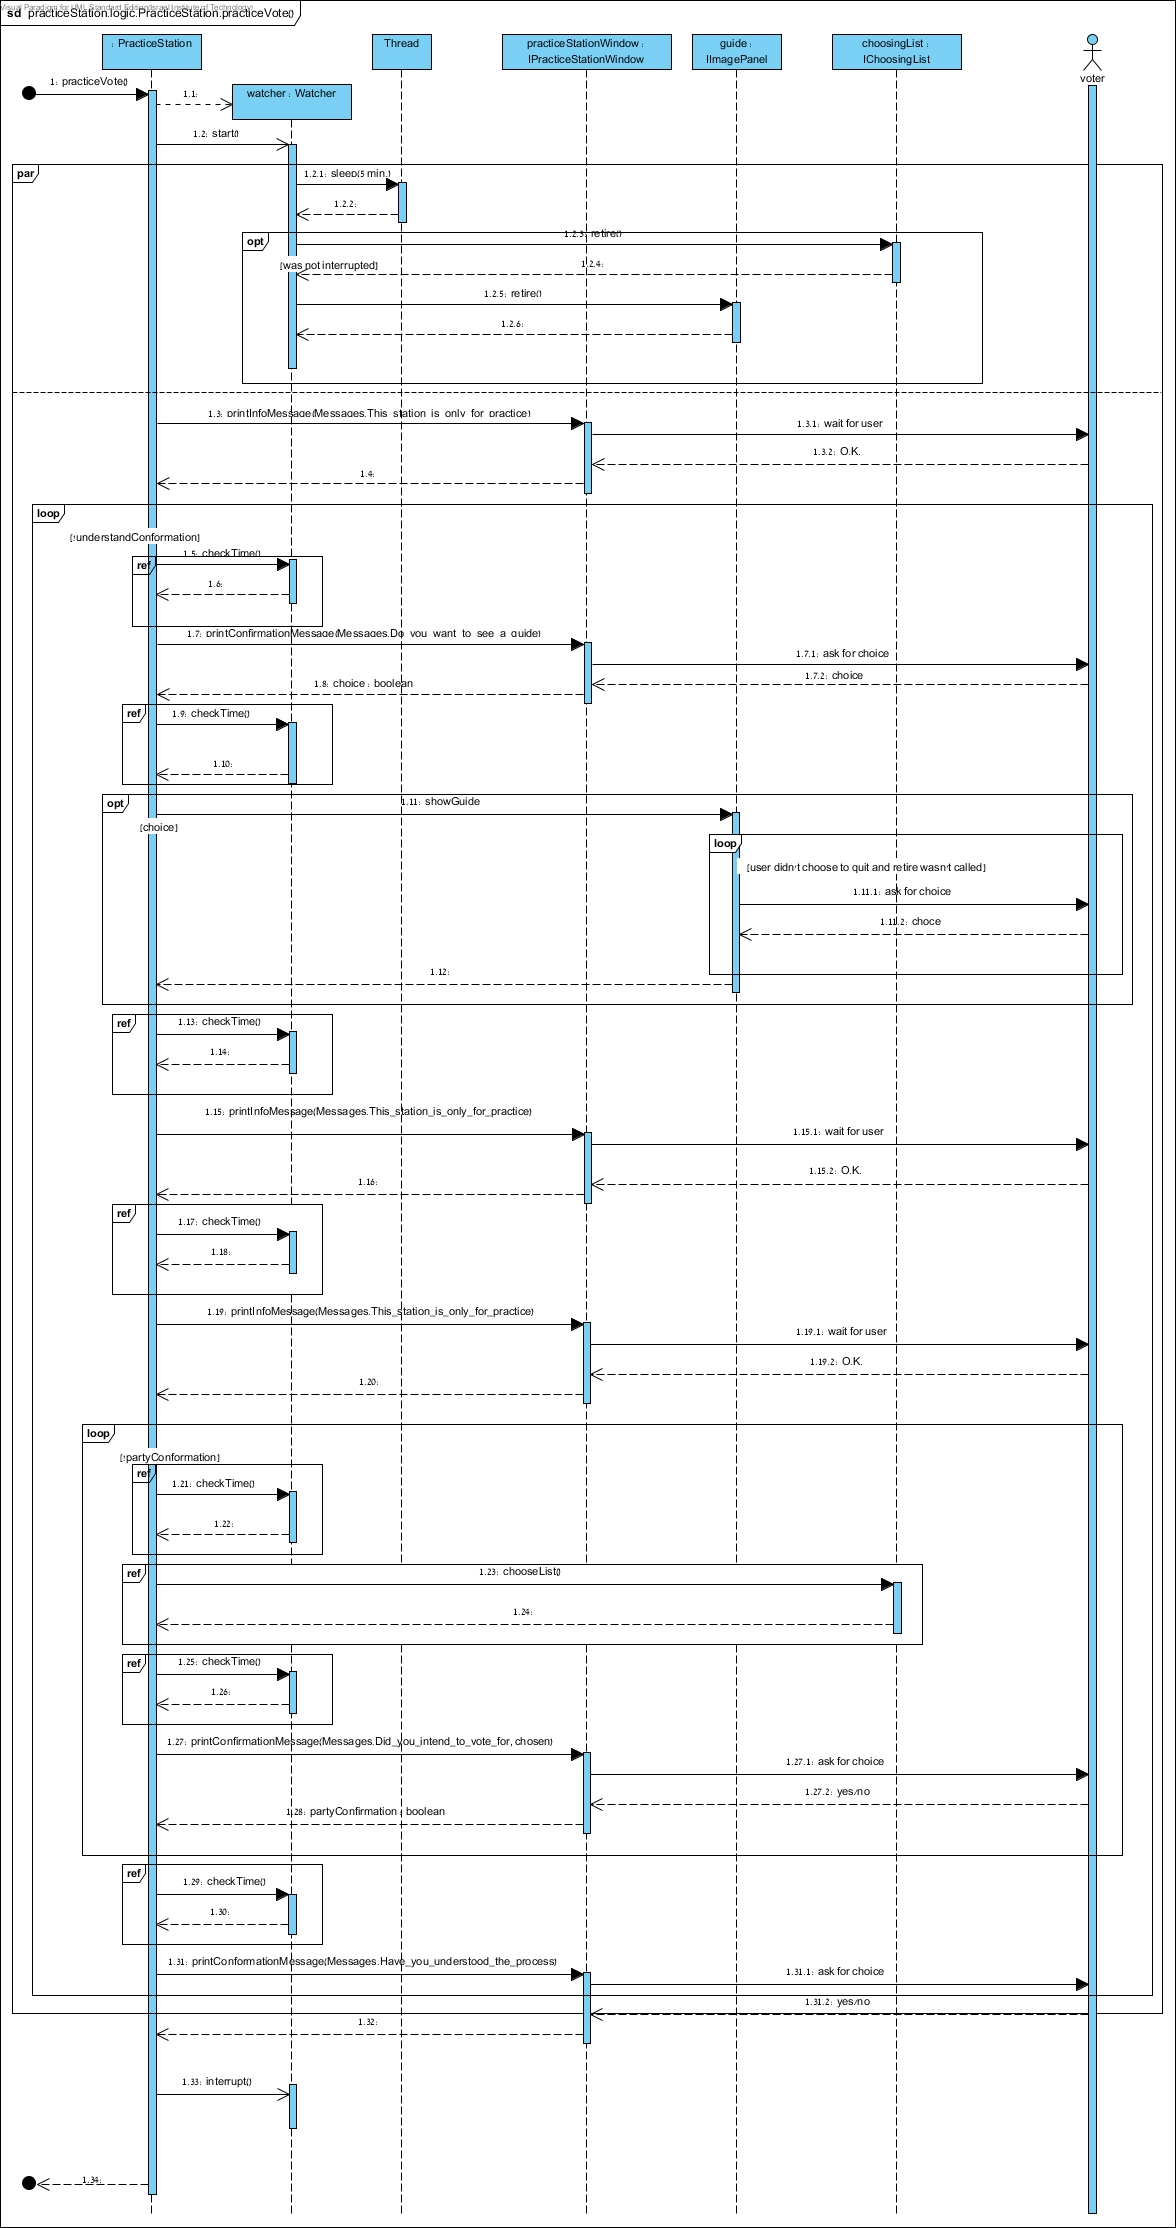 Visual Paradigm for UML Standard Edition(Israel Institute of Technology)
sd practiceStation.logic.PracticeStation.practiceVote()
: PracticeStation
Thread
practiceStationWindow :
IPracticeStationWindow
guide :
IImagePanel
choosingList :
IChoosingList
voter
1: practiceVote()
1.1:
watcher : Watcher
1.2: start()
par
1.2.1: sleep(5 min.)
1.2.2:
opt
1.2.3: retire()
[was not interrupted]
1.2.4:
1.2.5: retire()
1.2.6:
1.3: printInfoMessage(Messages.This_station_is_only_for_practice)
1.3.1: wait for user
1.3.2: O.K.
1.4:
loop
[!understandConformation]
1.5: checkTime()
ref
1.6:
1.7: printConfirmationMessage(Messages.Do_you_want_to_see_a_guide)
1.7.1: ask for choice
1.7.2: choice
1.8: choice : boolean
ref
1.9: checkTime()
1.10:
opt
1.11: showGuide
[choice]
loop
[user didn't choose to quit and retire wasn't called]
1.11.1: ask for choice
1.11.2: choce
1.12:
ref
1.13: checkTime()
1.14:
1.15: printInfoMessage(Messages.This_station_is_only_for_practice)
1.15.1: wait for user
1.15.2: O.K.
1.16:
ref
1.17: checkTime()
1.18:
1.19: printInfoMessage(Messages.This_station_is_only_for_practice)
1.19.1: wait for user
1.19.2: O.K.
1.20:
loop
[!partyConformation]
ref
1.21: checkTime()
1.22:
ref
1.23: chooseList()
1.24:
ref
1.25: checkTime()
1.26:
1.27: printConfirmationMessage(Messages.Did_you_intend_to_vote_for, chosen)
1.27.1: ask for choice
1.27.2: yes/no
1.28: partyConfirmation : boolean
ref
1.29: checkTime()
1.30:
1.31: printConformationMessage(Messages.Have_you_understood_the_process)
1.31.1: ask for choice
1.31.2: yes/no
1.32:
1.33: interrupt()
1.34: